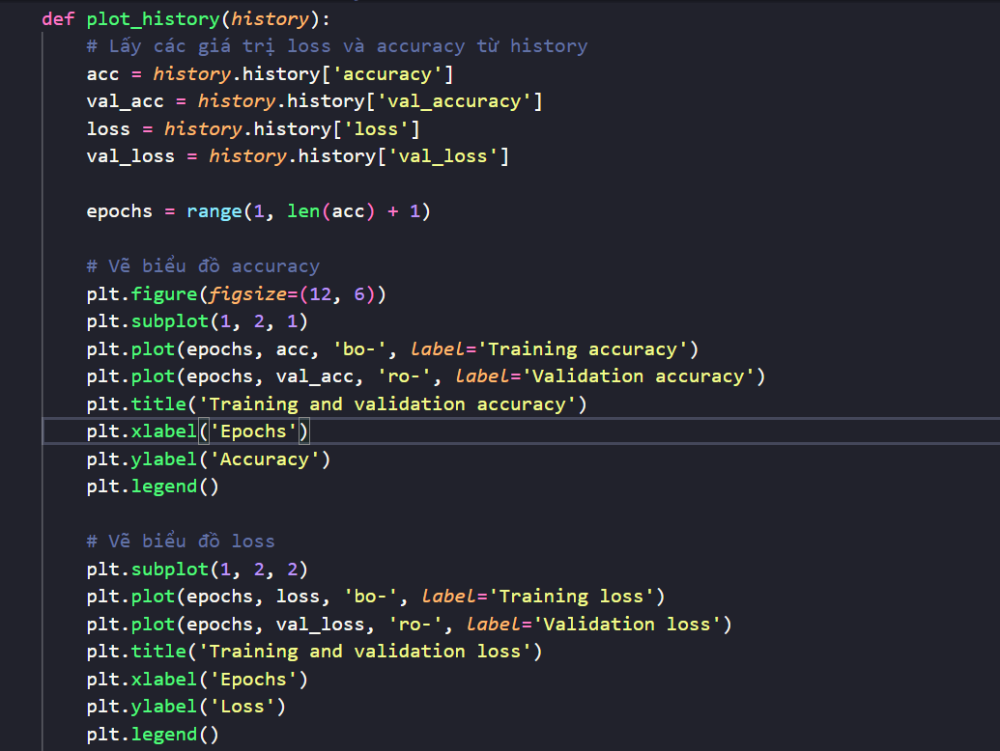 def plot_history(history):
    # Lấy các giá trị loss và accuracy từ history
    acc = history.history['accuracy']
    val_acc = history.history['val_accuracy']
    loss = history.history['loss']
    val_loss = history.history['val_loss']

    epochs = range(1, len(acc) + 1)

    # Vẽ biểu đồ accuracy
    plt.figure(figsize=(12, 6))
    plt.subplot(1, 2, 1)
    plt.plot(epochs, acc, 'bo-', label='Training accuracy')
    plt.plot(epochs, val_acc, 'ro-', label='Validation accuracy')
    plt.title('Training and validation accuracy')
    plt.xlabel('Epochs')
    plt.ylabel('Accuracy')
    plt.legend()

    # Vẽ biểu đồ loss
    plt.subplot(1, 2, 2)
    plt.plot(epochs, loss, 'bo-', label='Training loss')
    plt.plot(epochs, val_loss, 'ro-', label='Validation loss')
    plt.title('Training and validation loss')
    plt.xlabel('Epochs')
    plt.ylabel('Loss')
    plt.legend()